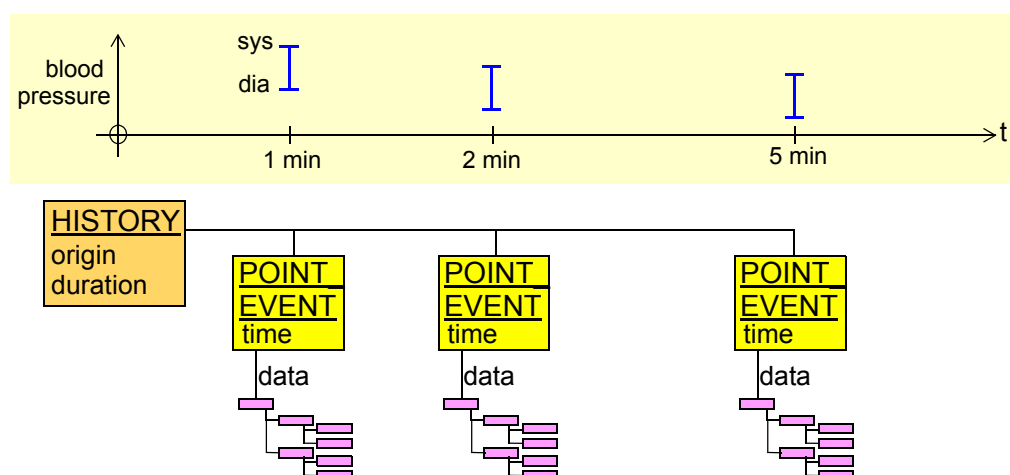 sys
blood
pressure
dia
t
1 min
2 min
5 min
HISTORY
origin
duration
POINT_
EVENT
time
data
POINT_
EVENT
time
data
POINT_
EVENT
time
data